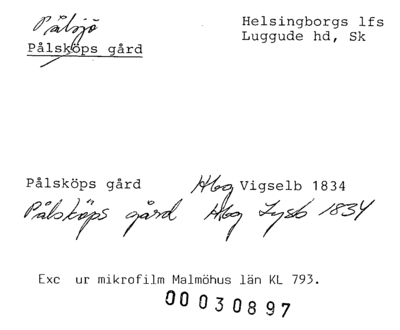 Pålsjö
Helsingborgs lfs
Pålsköps gård
Luggude hd, Sk
Pålsköps gård Hbg Vigselb 1834
Pålsköps gård Hbg Lysb 1834
Exc ur mikrofilm Malmöhus län KL 793.
00030897